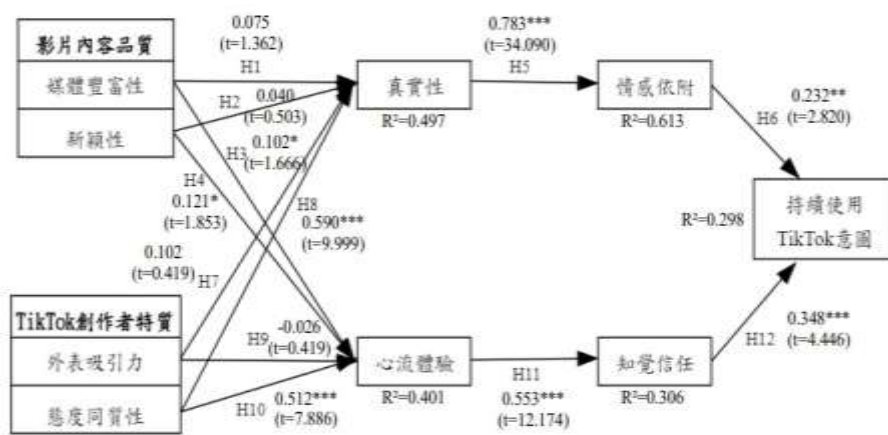 影片內容品質
媒體豐富性
新穎性
0.075
(t=1.362)
H1
H2
0.040
(t=0.503)
H3
0.102*
(t=1.666)
H4
0.121*
(t=1.853)
真實性
R²=0.497
0.783***
(t=34.090)
H5
情感依附
R²=0.613
0.232**
H6
(t=2.820)
持續使用
TikTok意圖
R²=0.298
H8
0.590***
(t=9.999)
0.102
(t=0.419)
H7
TikTok創作者特質
外表吸引力
態度同質性
H9
-0.026
(t=0.419)
H10
0.512***
(t=7.886)
心流體驗
R²=0.401
H11
0.553***
(t=12.174)
知覺信任
R²=0.306
0.348***
H12
(t=4.446)